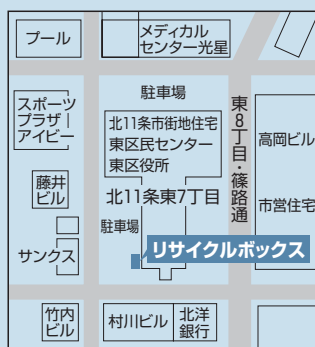 プール
メディカル
センター光星
スポーツ
プラザ
アイビー
駐車場
北11条市街地住宅
東区民センター
東区役所
東8丁目・篠路通
高岡ビル
藤井
ビル
北11条東7丁目
市営住宅
駐車場
サンクス
リサイクルボックス
竹内
ビル
村川ビル
北洋
銀行